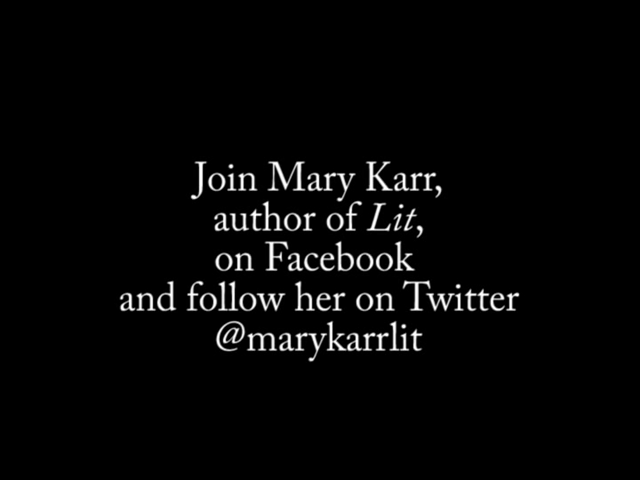 Join Mary Karr,
author of Lit,
on Facebook
and follow her on Twitter
@marykarrlit